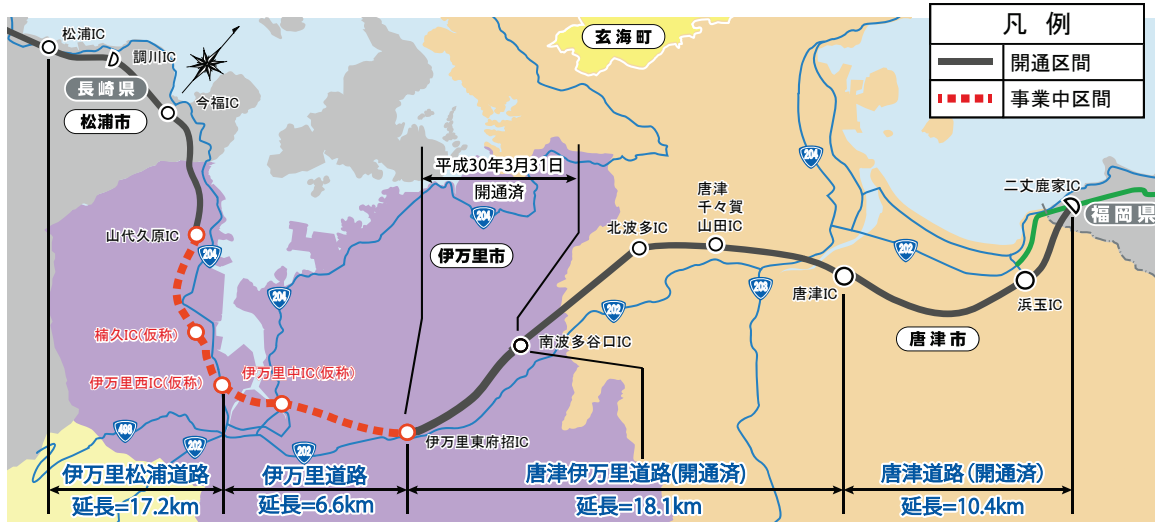 凡 例
開通区間
事業中区間
松浦IC
調川IC
長崎県
松浦市
今福IC
玄海町
平成30年3月31日
開通済
204
204
204
204
伊万里市
山代久原IC
楠久IC(仮称)
伊万里西IC(仮称)
伊万里中IC(仮称)
伊万里東府招IC
南波多谷口IC
北波多IC
唐津
千々賀
山田IC
唐津IC
唐津市
浜玉IC
二丈鹿家IC
福岡県
202
203
202
498
202
202
伊万里松浦道路
延長=17.2km
伊万里道路
延長=6.6km
唐津伊万里道路(開通済)
延長=18.1km
唐津道路(開通済)
延長=10.4km